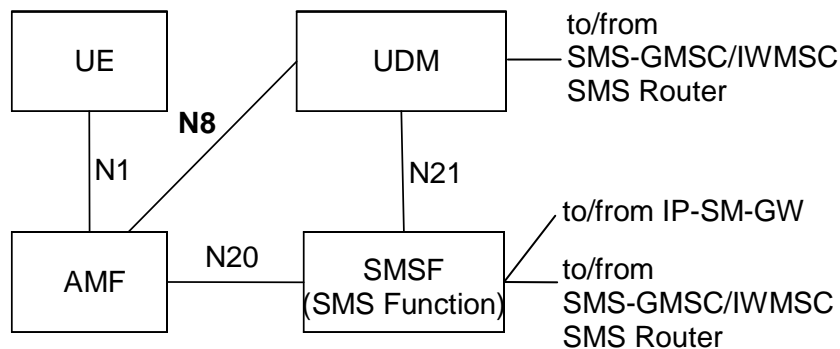 UE
UDM
to/from
SMS-GMSC/IWMSC
SMS Router
N8
N1
N21
to/from IP-SM-GW
AMF
N20
SMSF
(SMS Function)
to/from
SMS-GMSC/IWMSC
SMS Router